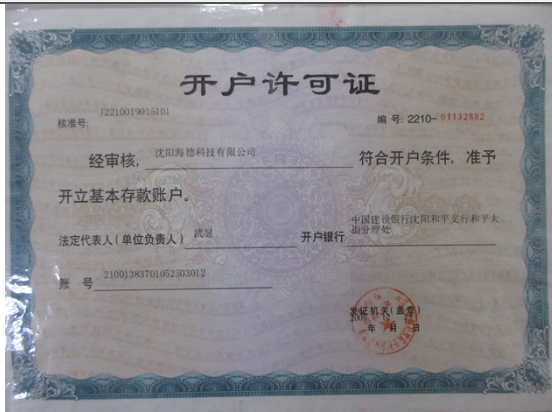 开户许可证
核准号: J2210019016101
编号: 2210-01132882
经审核, 沈阳海德科技有限公司 符合开户条件, 准予
开立基本存款账户。
法定代表人(单位负责人) 武晟 开户银行 中国建设银行沈阳和平支行和平大
街分理处
账号 21001383701052503012
发证机关(盖章)
年 月 日